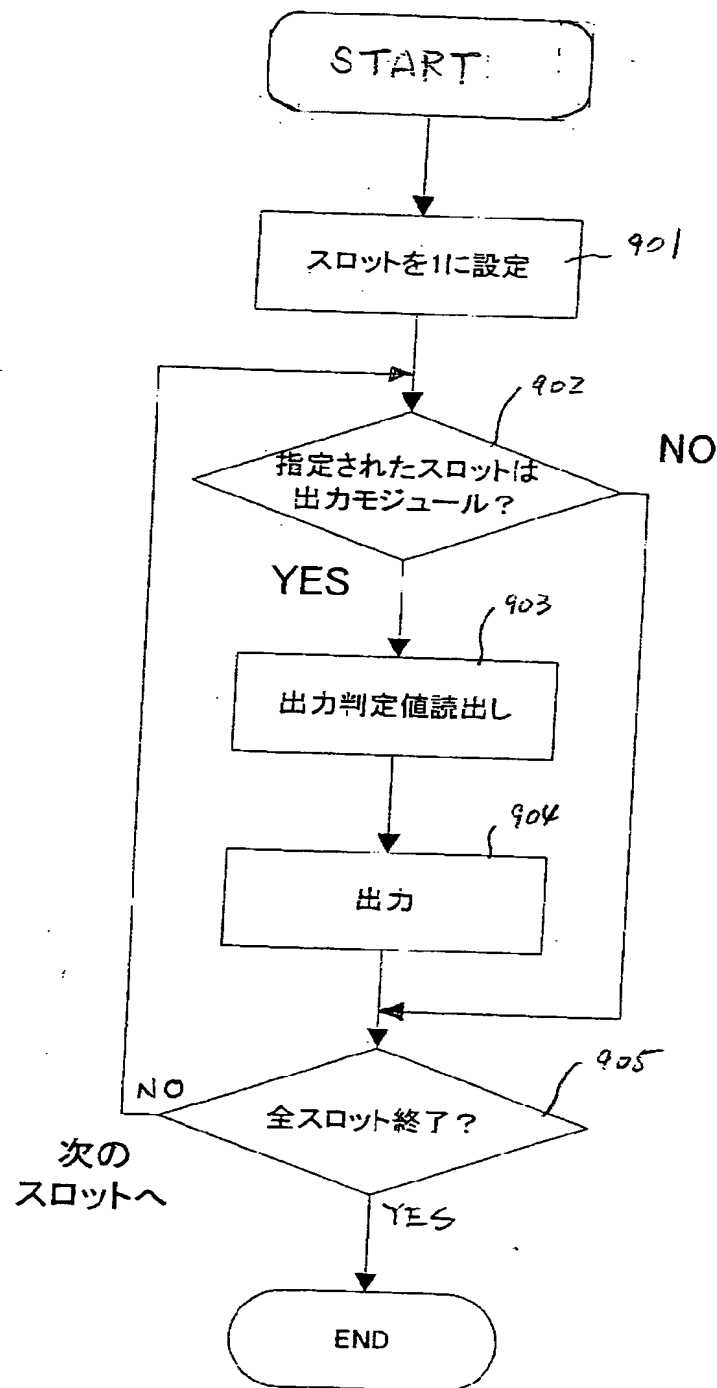 START
スロットを1に設定
901
902
指定されたスロットは
出力モジュール?
NO
YES
903
出力判定値読出し
904
出力
905
NO
全スロット終了?
次の
スロットへ
YES
END